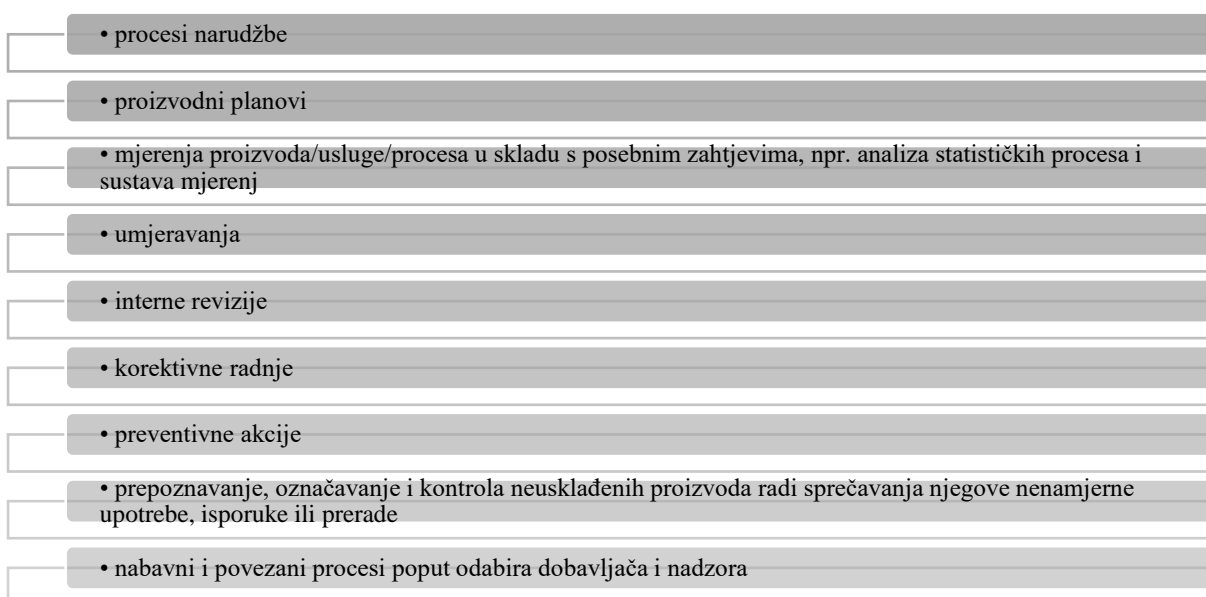 • procesi narudžbe
• proizvodni planovi
• mjerenja proizvoda/usluge/procesa u skladu s posebnim zahtjevima, npr. analiza statističkih procesa i
sustava mjerenj
• umjeravanja
• interne revizije
• korektivne radnje
• preventivne akcije
• prepoznavanje, označavanje i kontrola neusklađenih proizvoda radi sprečavanja njegove nenamjerne
upotrebe, isporuke ili prerade
• nabavni i povezani procesi poput odabira dobavljača i nadzora